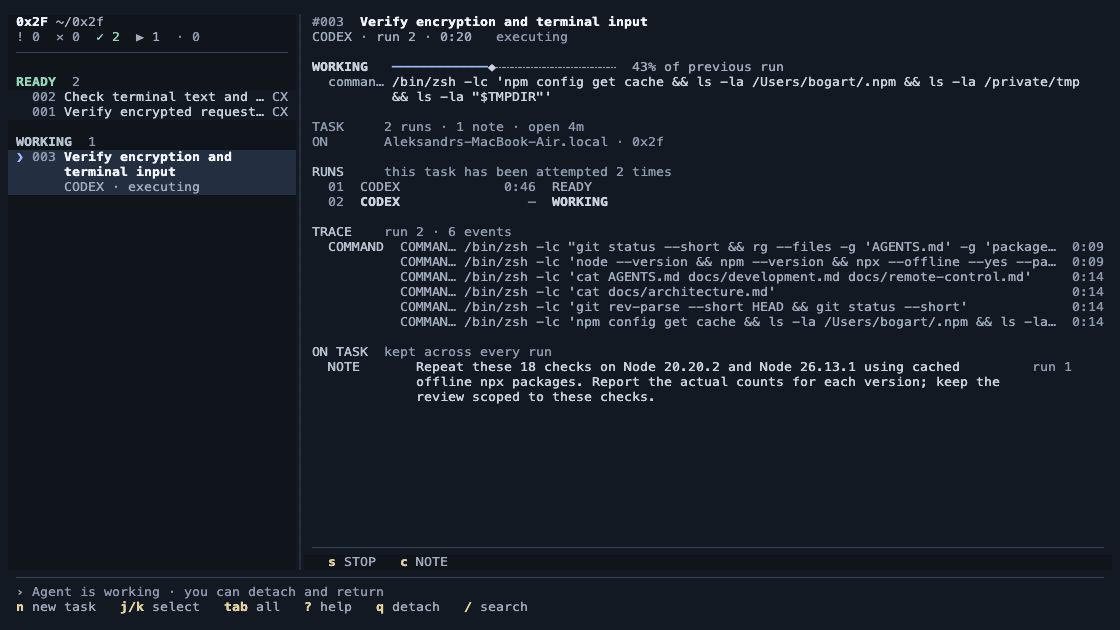 0x2F ~/0x2f
! 0 × 0 ✓ 2 ▶ 1 · 0
READY 2
002 Check terminal text and … CX
001 Verify encrypted request… CX
WORKING 1
❯ 003 Verify encryption and
terminal input
CODEX · executing
#003 Verify encryption and terminal input
CODEX · run 2 · 0:20 executing
WORKING 43% of previous run
comman… /bin/zsh -lc 'npm config get cache && ls -la /Users/bogart/.npm && ls -la /private/tmp
&& ls -la "$TMPDIR"'
TASK 2 runs · 1 note · open 4m
ON Aleksandrs-MacBook-Air.local · 0x2f
RUNS this task has been attempted 2 times
01 CODEX 0:46 READY
02 CODEX — WORKING
TRACE run 2 · 6 events
COMMAND COMMAN… /bin/zsh -lc "git status --short && rg --files -g 'AGENTS.md' -g 'package… 0:09
COMMAN… /bin/zsh -lc 'node --version && npm --version && npx --offline --yes --pa… 0:09
COMMAN… /bin/zsh -lc 'cat AGENTS.md docs/development.md docs/remote-control.md' 0:14
COMMAN… /bin/zsh -lc 'cat docs/architecture.md' 0:14
COMMAN… /bin/zsh -lc 'git rev-parse --short HEAD && git status --short' 0:14
COMMAN… /bin/zsh -lc 'npm config get cache && ls -la /Users/bogart/.npm && ls -la… 0:14
ON TASK kept across every run
NOTE Repeat these 18 checks on Node 20.20.2 and Node 26.13.1 using cached run 1
offline npx packages. Report the actual counts for each version; keep the
review scoped to these checks.
s STOP c NOTE
› Agent is working · you can detach and return
n new task j/k select tab all ? help q detach / search